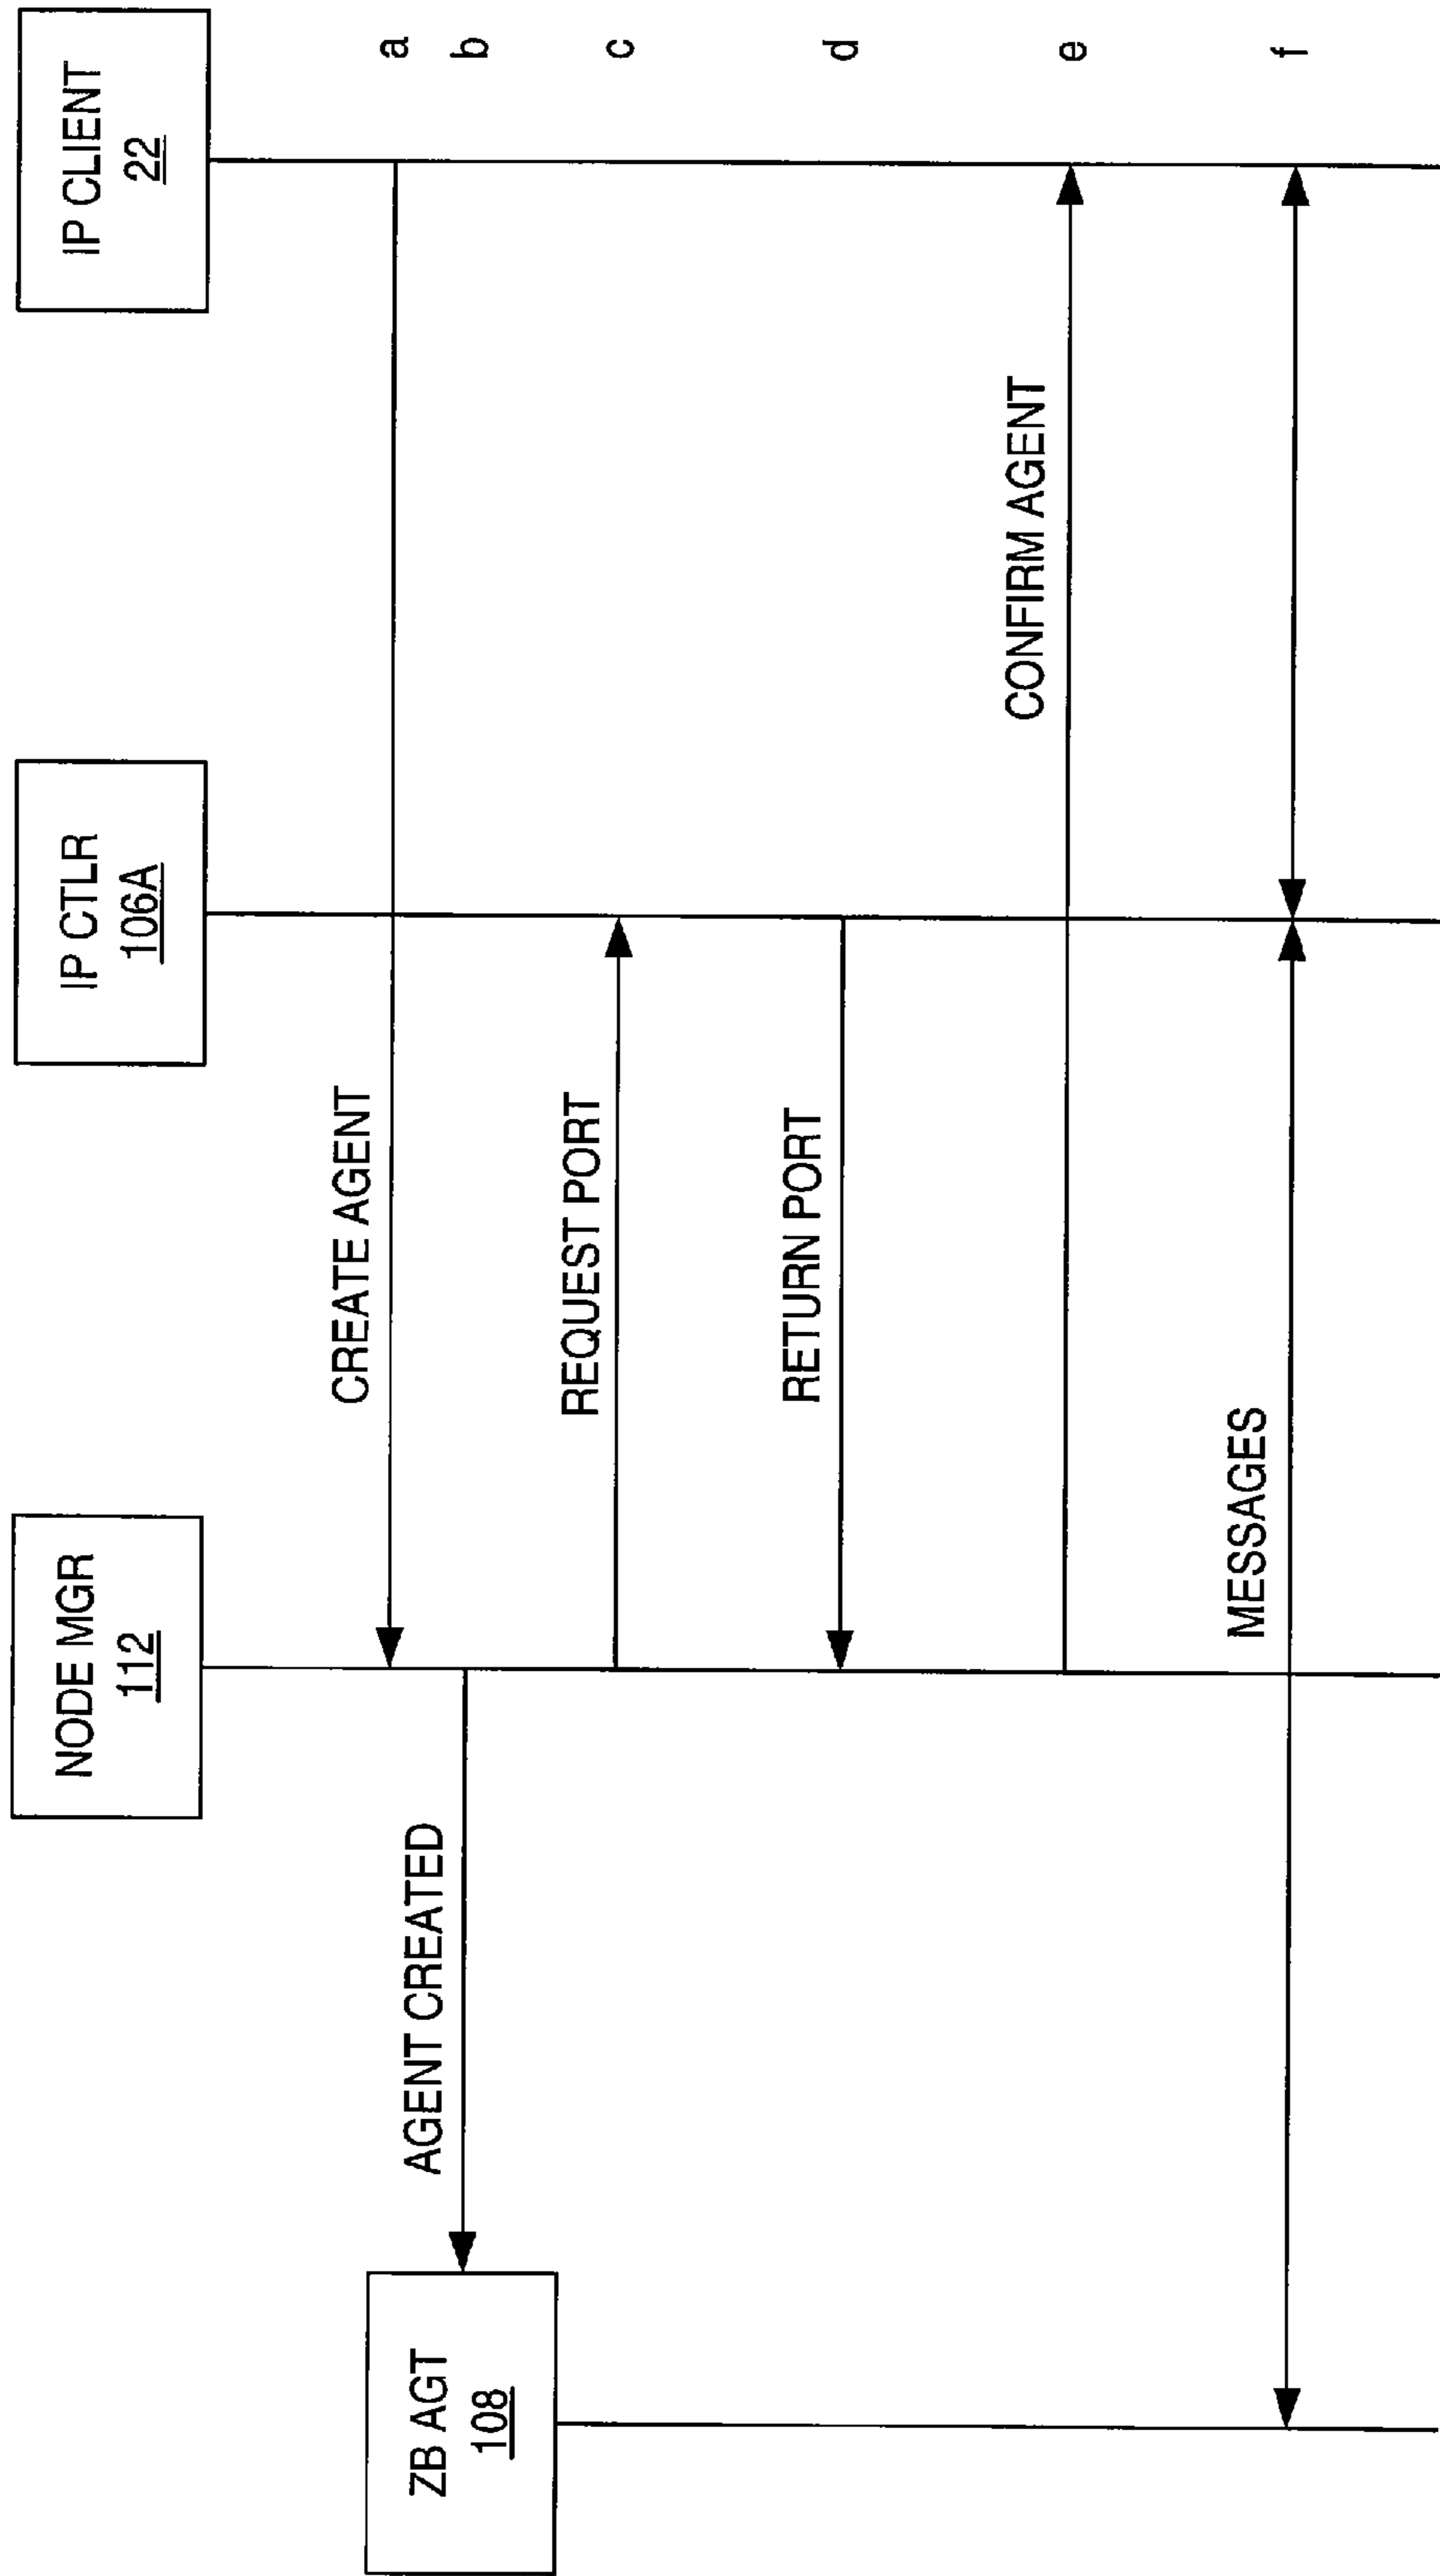 NODE MGR
112
IP CTLR
106A
IP CLIENT
22
CREATE AGENT
a
AGENT CREATED
b
ZB AGT
108
REQUEST PORT
c
RETURN PORT
d
CONFIRM AGENT
e
MESSAGES
f